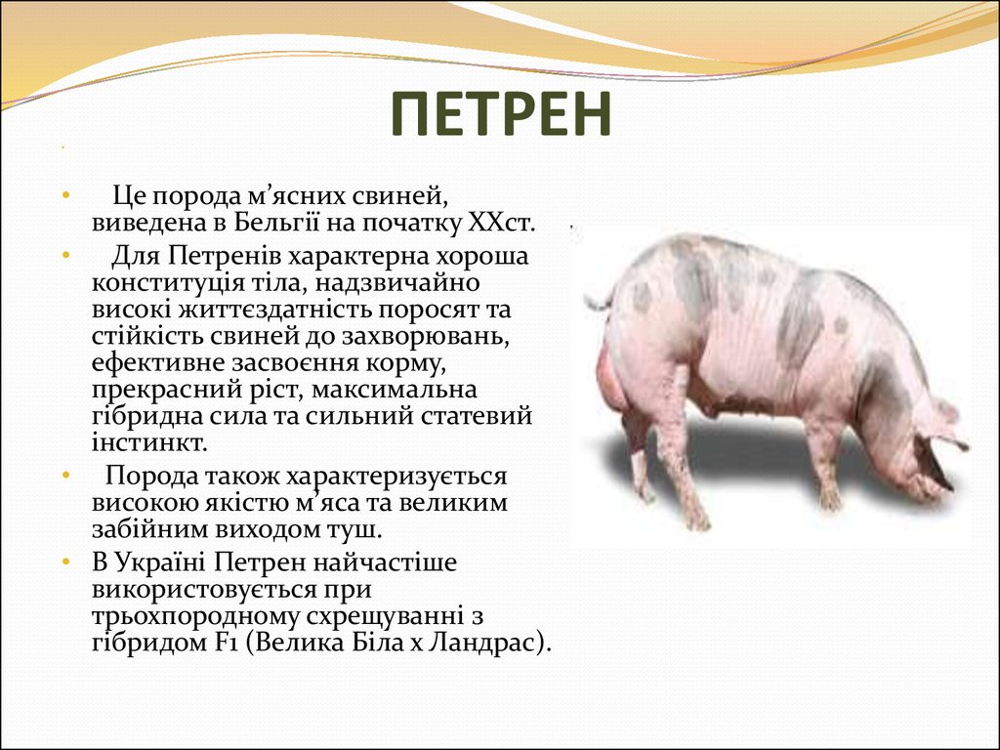 ПЕТРЕН
• Це порода м’ясних свиней,
виведена в Бельгії на початку ХХст.
• Для Петренів характерна хороша
конституція тіла, надзвичайно
високі життєздатність поросят та
стійкість свиней до захворювань,
ефективне засвоєння корму,
прекрасний ріст, максимальна
гібридна сила та сильний статевий
інстинкт.
• Порода також характеризується
високою якістю м’яса та великим
забійним виходом туш.
• В Україні Петрен найчастіше
використовується при
трьохпородному схрещуванні з
гібридом F1 (Велика Біла х Ландрас).